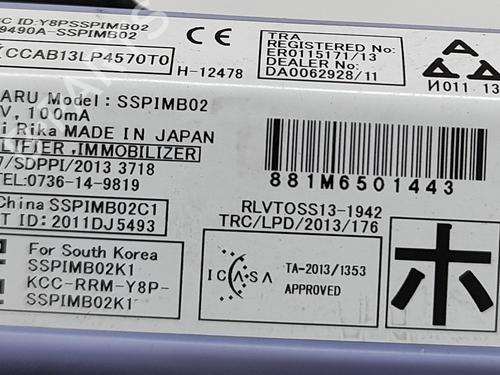 C ID:Y8PSSPIMB02
9490A-SSPIMB02
CCAB13LP4570T0
H-12478
TRA
REGISTERED No:
ER0115171/13
DEALER No:
DA0062928/11
И011 13
ARU Model:SSPIMB02
V, 100mA
i Rika MADE IN JAPAN
LIFIER ,IMMOBILIZER
7/SDPPI/2013 3718
TEL:0736-14-9819
881M6501443
China SSPIMB02C1
T ID:2011DJ5493
RLVTOSS13-1942
TRC/LPD/2013/176
For South Korea
SSPIMB02K1
KCC-RRM-Y8P-
SSPIMB02K1
ICASA
TA-2013/1353
APPROVED